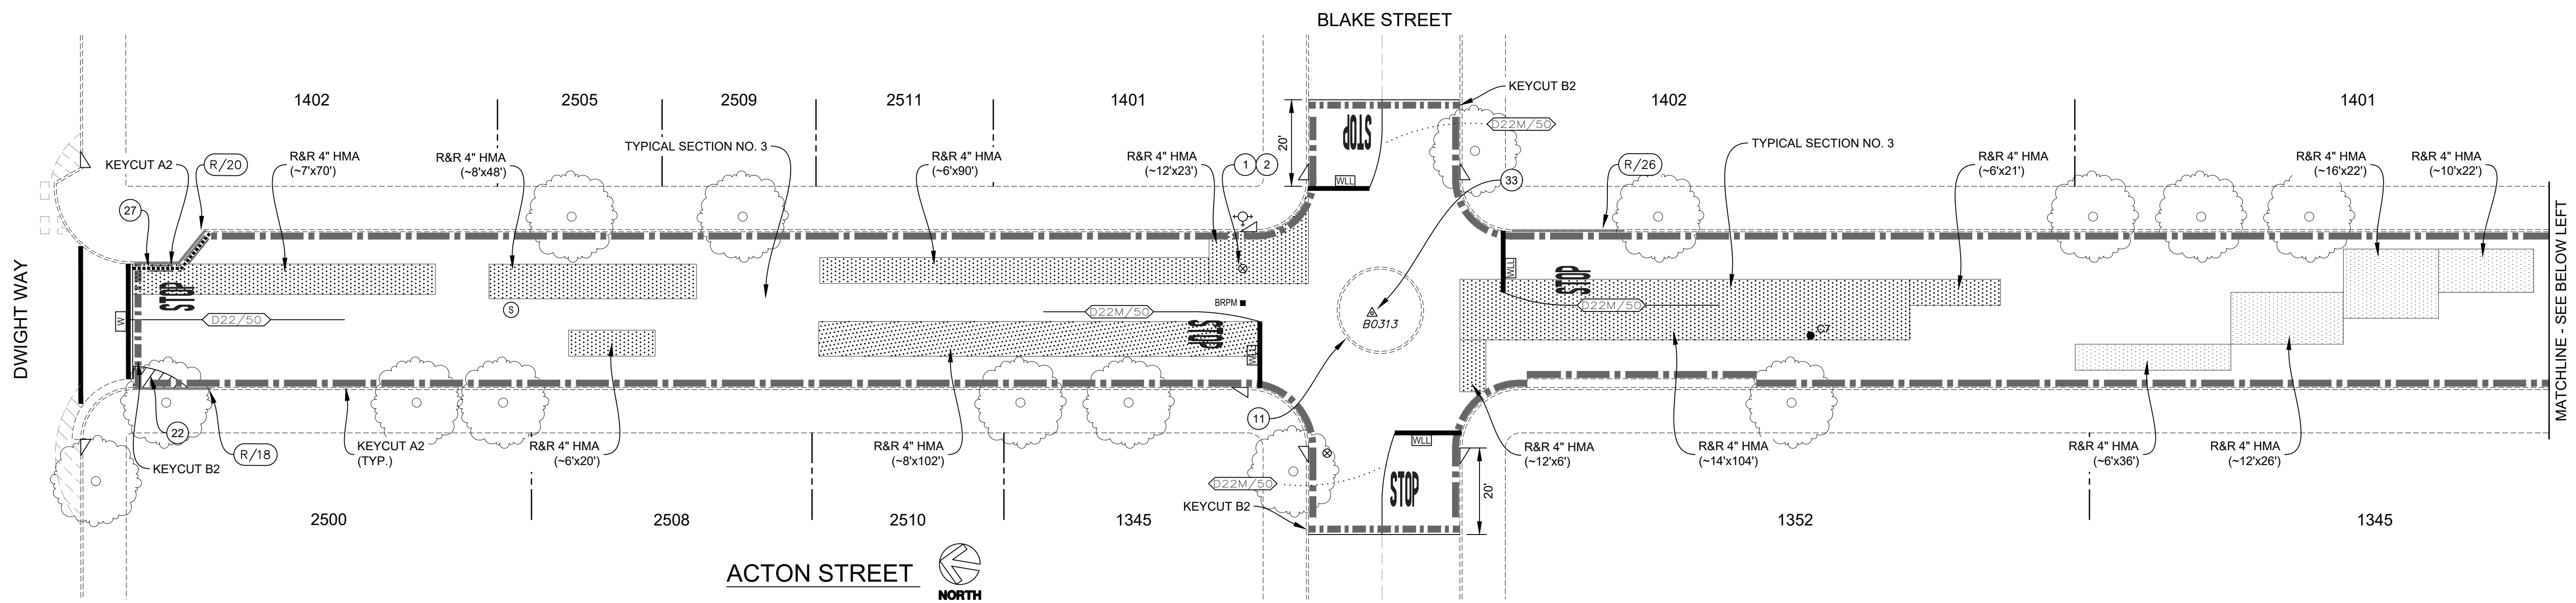 BLAKE STREET
1402
2505
2509
2511
1401
1402
1401
KEYCUT B2
20'
STOP
D22M/50
WLL
KEYCUT A2
R/20
R&R 4" HMA
(~7'x70')
R&R 4" HMA
(~8'x48')
TYPICAL SECTION NO. 3
R&R 4" HMA
(~6'x90')
R&R 4" HMA
(~12'x23')
1
2
33
R/26
TYPICAL SECTION NO. 3
R&R 4" HMA
(~6'x21')
R&R 4" HMA
(~16'x22')
R&R 4" HMA
(~10'x22')
27
DWIGHT WAY
STOP
W
D22/50
S
D22M/50
BRPM
STOP
WLL
B0313
WLL
STOP
D22M/50
C7
MATCHLINE - SEE BELOW LEFT
22
R/18
KEYCUT B2
KEYCUT A2
(TYP.)
R&R 4" HMA
(~6'x20')
R&R 4" HMA
(~8'x102')
11
WLL
D22M/50
STOP
20'
KEYCUT B2
R&R 4" HMA
(~12'x6')
R&R 4" HMA
(~14'x104')
R&R 4" HMA
(~6'x36')
R&R 4" HMA
(~12'x26')
2500
2508
2510
1345
1352
1345
ACTON STREET
NORTH